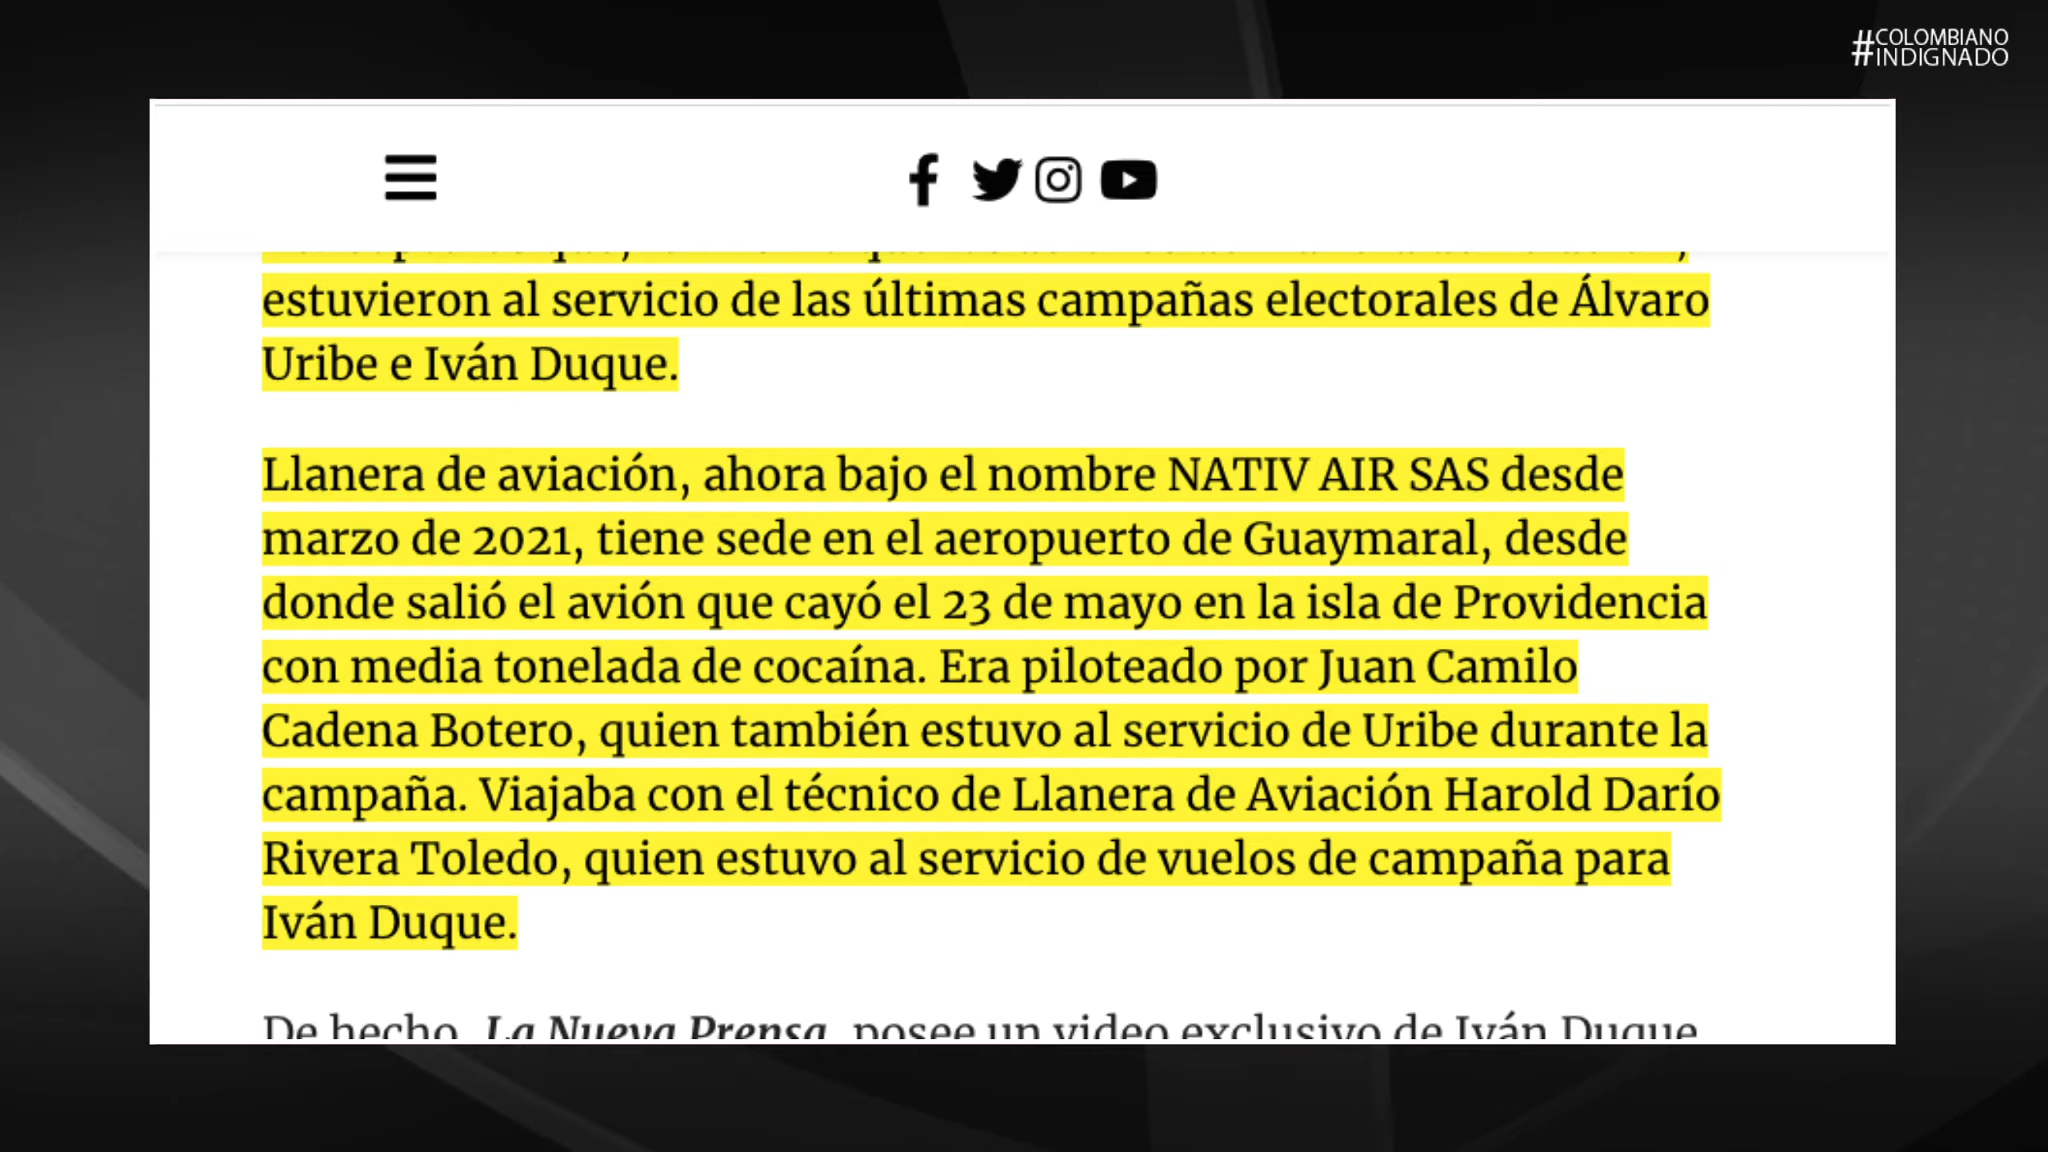 #COLOMBIANO
INDIGNADO
estuvieron al servicio de las últimas campañas electorales de Álvaro
Uribe e Iván Duque.
Llanera de aviación, ahora bajo el nombre NATIV AIR SAS desde
marzo de 2021, tiene sede en el aeropuerto de Guaymaral, desde
donde salió el avión que cayó el 23 de mayo en la isla de Providencia
con media tonelada de cocaína. Era piloteado por Juan Camilo
Cadena Botero, quien también estuvo al servicio de Uribe durante la
campaña. Viajaba con el técnico de Llanera de Aviación Harold Darío
Rivera Toledo, quien estuvo al servicio de vuelos de campaña para
Iván Duque.
De hecho, La Nueva Prensa, posee un video exclusivo de Iván Duque